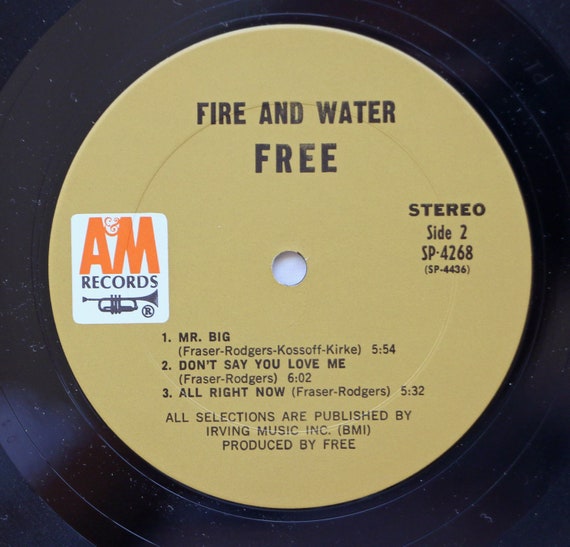 FIRE AND WATER
FREE
STEREO
Side 2
SP-4268
(SP-4436)
A&M
RECORDS
®
1. MR. BIG
(Fraser-Rodgers-Kossoff-Kirke) 5:54
2. DON'T SAY YOU LOVE ME
(Fraser-Rodgers) 6:02
3. ALL RIGHT NOW (Fraser-Rodgers) 5:32
ALL SELECTIONS ARE PUBLISHED BY
IRVING MUSIC INC. (BMI)
PRODUCED BY FREE